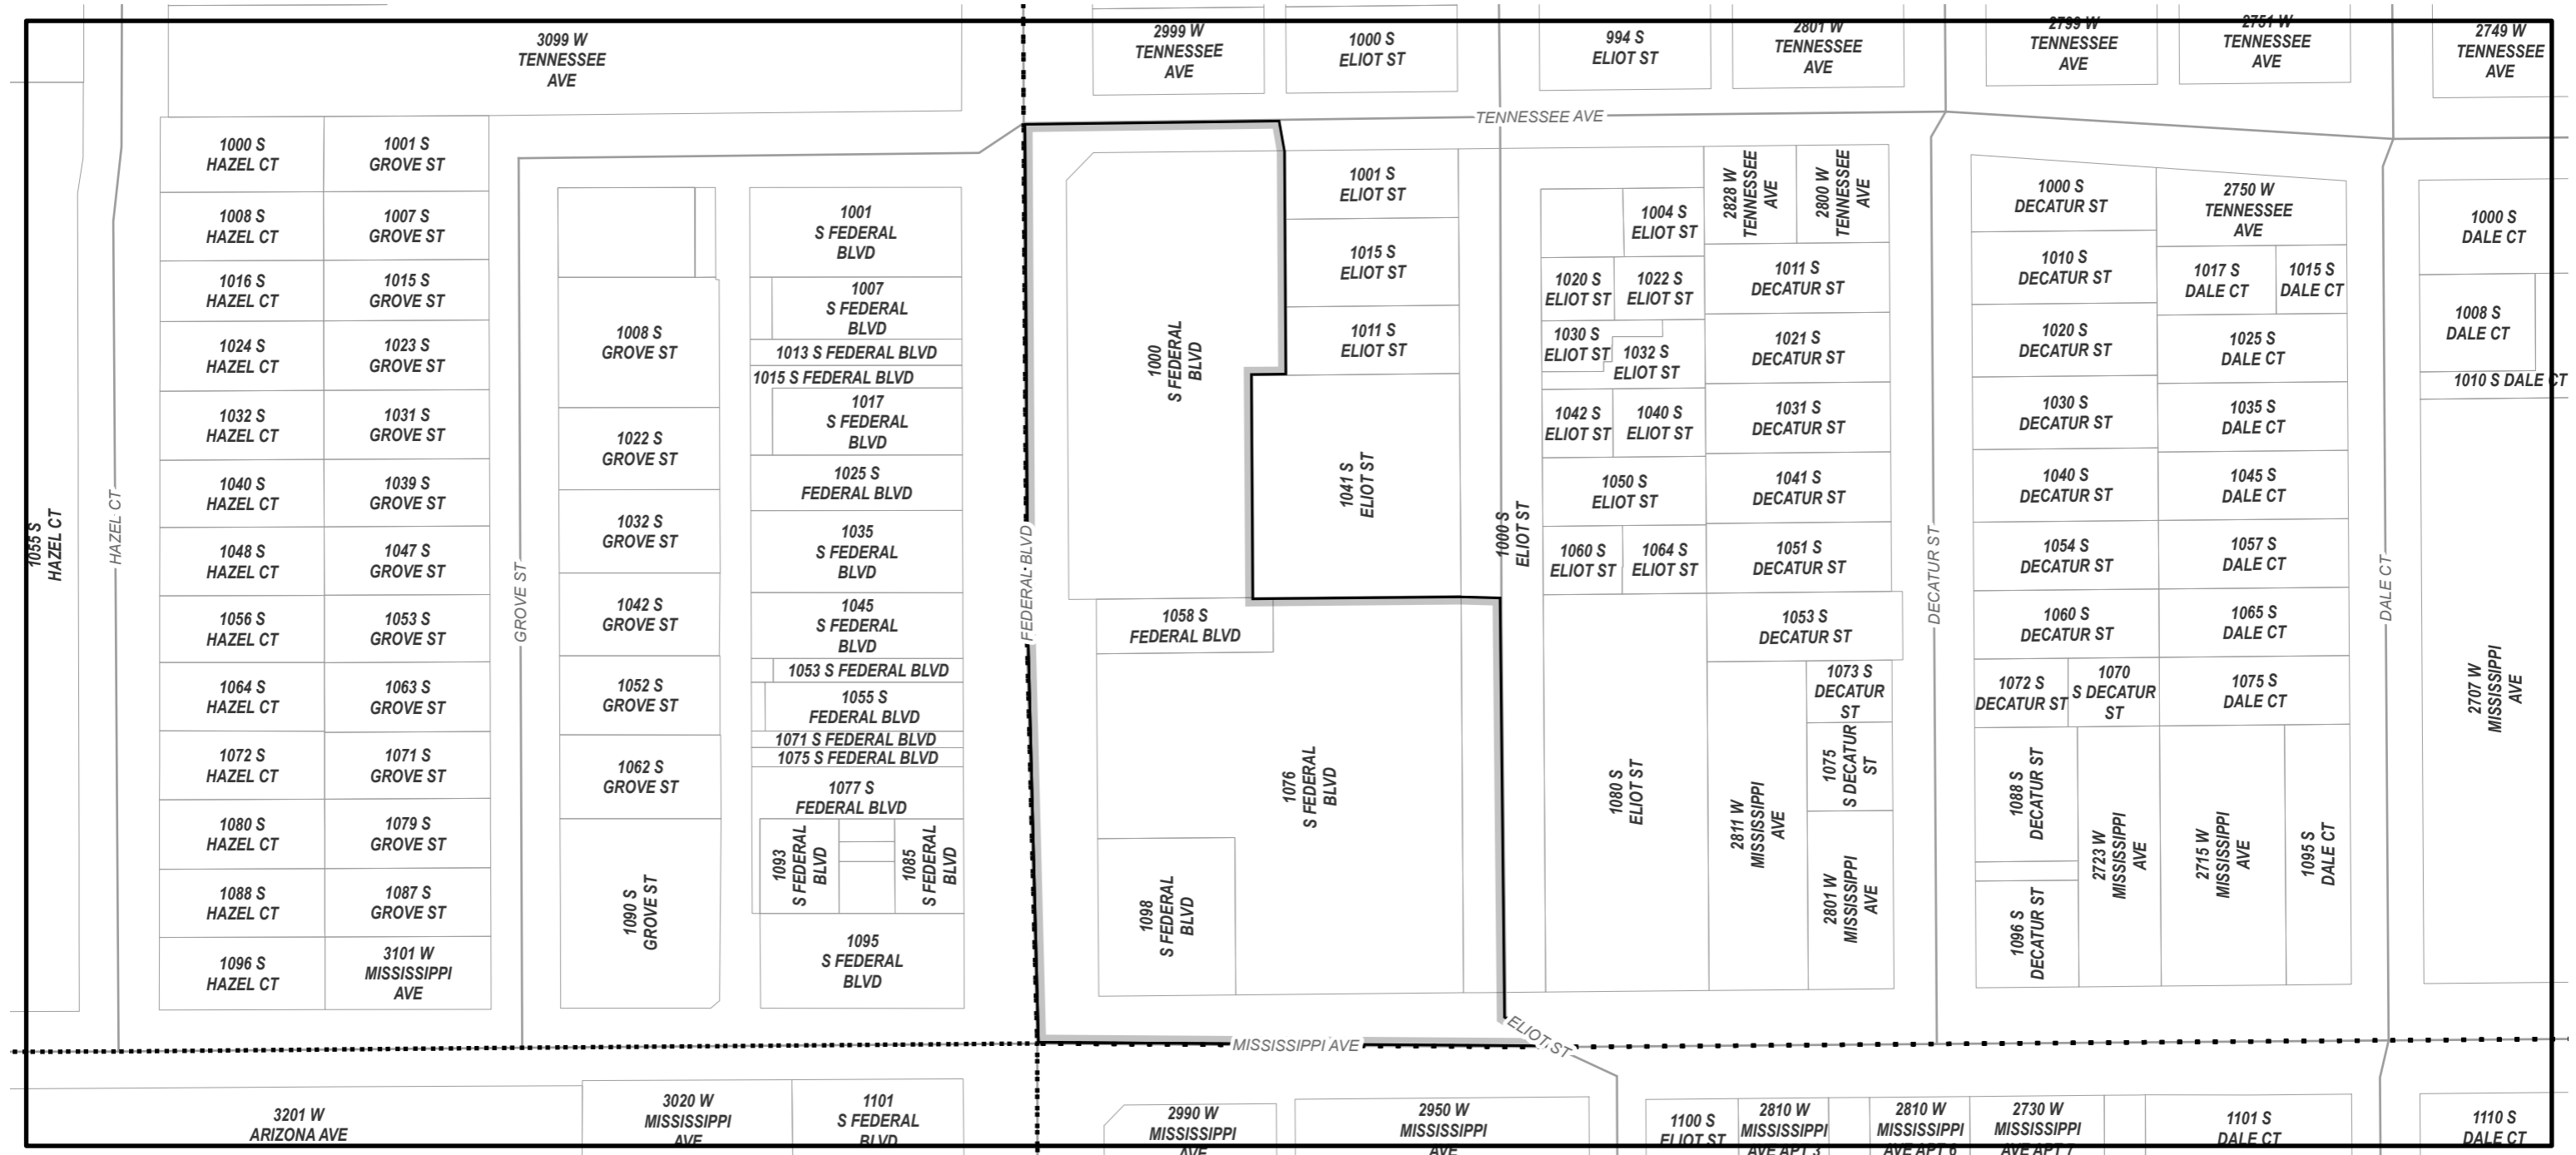 3099 W
TENNESSEE
AVE
2999 W
TENNESSEE
AVE
1000 S
ELIOT ST
994 S
ELIOT ST
2801 W
TENNESSEE
AVE
2799 W
TENNESSEE
AVE
2751 W
TENNESSEE
AVE
2749 W
TENNESSEE
AVE
TENNESSEE AVE
1055 S
HAZEL CT
HAZEL CT
1000 S
HAZEL CT
1008 S
HAZEL CT
1016 S
HAZEL CT
1024 S
HAZEL CT
1032 S
HAZEL CT
1040 S
HAZEL CT
1048 S
HAZEL CT
1056 S
HAZEL CT
1064 S
HAZEL CT
1072 S
HAZEL CT
1080 S
HAZEL CT
1088 S
HAZEL CT
1096 S
HAZEL CT
1001 S
GROVE ST
1007 S
GROVE ST
1015 S
GROVE ST
1023 S
GROVE ST
1031 S
GROVE ST
1039 S
GROVE ST
1047 S
GROVE ST
1053 S
GROVE ST
1063 S
GROVE ST
1071 S
GROVE ST
1079 S
GROVE ST
1087 S
GROVE ST
3101 W
MISSISSIPPI
AVE
GROVE ST
1008 S
GROVE ST
1022 S
GROVE ST
1032 S
GROVE ST
1042 S
GROVE ST
1052 S
GROVE ST
1062 S
GROVE ST
1090 S
GROVE ST
1001
S FEDERAL
BLVD
1007
S FEDERAL
BLVD
1013 S FEDERAL BLVD
1015 S FEDERAL BLVD
1017
S FEDERAL
BLVD
1025 S
FEDERAL BLVD
1035
S FEDERAL
BLVD
1045
S FEDERAL
BLVD
1053 S FEDERAL BLVD
1055 S
FEDERAL BLVD
1071 S FEDERAL BLVD
1075 S FEDERAL BLVD
1077 S
FEDERAL BLVD
1093
S FEDERAL
BLVD
1085
S FEDERAL
BLVD
1095
S FEDERAL
BLVD
FEDERAL BLVD
1000
S FEDERAL
BLVD
1058 S
FEDERAL BLVD
1076
S FEDERAL
BLVD
1098
S FEDERAL
BLVD
1001 S
ELIOT ST
1015 S
ELIOT ST
1011 S
ELIOT ST
1041 S
ELIOT ST
1000 S
ELIOT ST
1004 S
ELIOT ST
1020 S
ELIOT ST
1022 S
ELIOT ST
1030 S
ELIOT ST
1032 S
ELIOT ST
1042 S
ELIOT ST
1040 S
ELIOT ST
1050 S
ELIOT ST
1060 S
ELIOT ST
1064 S
ELIOT ST
1080 S
ELIOT ST
2828 W
TENNESSEE
AVE
2800 W
TENNESSEE
AVE
1011 S
DECATUR ST
1021 S
DECATUR ST
1031 S
DECATUR ST
1041 S
DECATUR ST
1051 S
DECATUR ST
1053 S
DECATUR ST
1073 S
DECATUR
ST
1075
S DECATUR
ST
2811 W
MISSISSIPPI
AVE
2801 W
MISSISSIPPI
AVE
DECATUR ST
1000 S
DECATUR ST
1010 S
DECATUR ST
1020 S
DECATUR ST
1030 S
DECATUR ST
1040 S
DECATUR ST
1054 S
DECATUR ST
1060 S
DECATUR ST
1072 S
DECATUR ST
1070
S DECATUR
ST
1088 S
DECATUR ST
1096 S
DECATUR ST
2723 W
MISSISSIPPI
AVE
2750 W
TENNESSEE
AVE
1017 S
DALE CT
1015 S
DALE CT
1025 S
DALE CT
1035 S
DALE CT
1045 S
DALE CT
1057 S
DALE CT
1065 S
DALE CT
1075 S
DALE CT
2715 W
MISSISSIPPI
AVE
1095 S
DALE CT
DALE CT
1000 S
DALE CT
1008 S
DALE CT
1010 S DALE CT
2707 W
MISSISSIPPI
AVE
MISSISSIPPI AVE
ELIOT ST
3201 W
ARIZONA AVE
3020 W
MISSISSIPPI
AVE
1101
S FEDERAL
BLVD
2990 W
MISSISSIPPI
AVE
2950 W
MISSISSIPPI
AVE
1100 S
ELIOT ST
2810 W
MISSISSIPPI
AVE APT 3
2810 W
MISSISSIPPI
AVE APT 6
2730 W
MISSISSIPPI
AVE APT 7
1101 S
DALE CT
1110 S
DALE CT